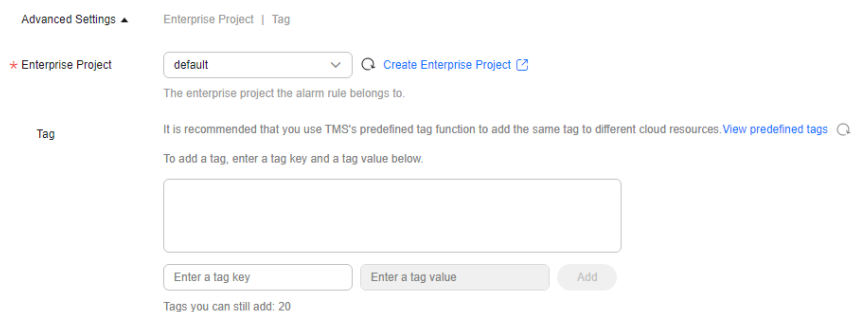 Advanced Settings ▲ Enterprise Project | Tag
* Enterprise Project default Create Enterprise Project
The enterprise project the alarm rule belongs to.
Tag It is recommended that you use TMS's predefined tag function to add the same tag to different cloud resources.View predefined tags
To add a tag, enter a tag key and a tag value below.
Enter a tag key Enter a tag value Add
Tags you can still add: 20